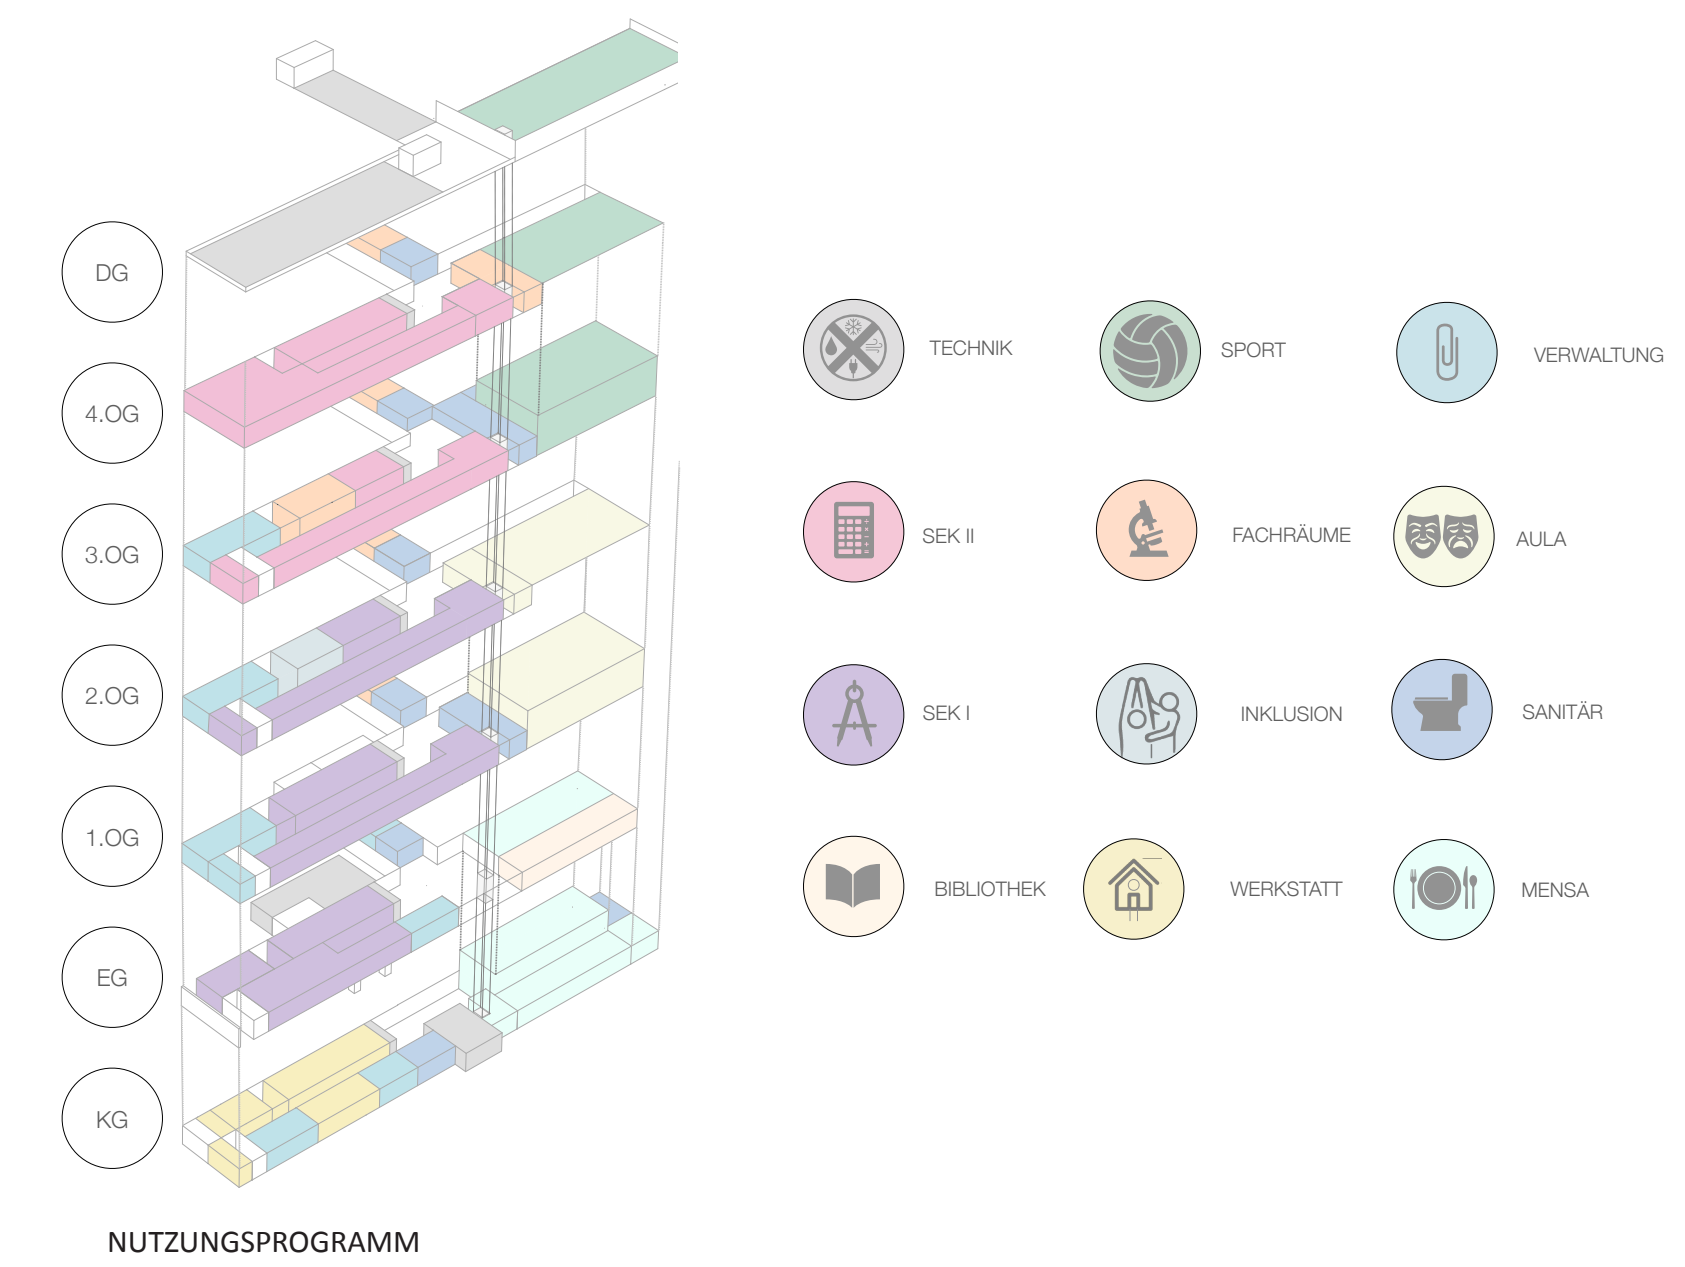 DG
4.OG
3.OG
2.OG
1.OG
EG
KG
TECHNIK
SPORT
VERWALTUNG
SEK II
FACHRÄUME
AULA
SEK I
INKLUSION
SANITÄR
BIBLIOTHEK
WERKSTATT
MENSA
NUTZUNGSPROGRAMM